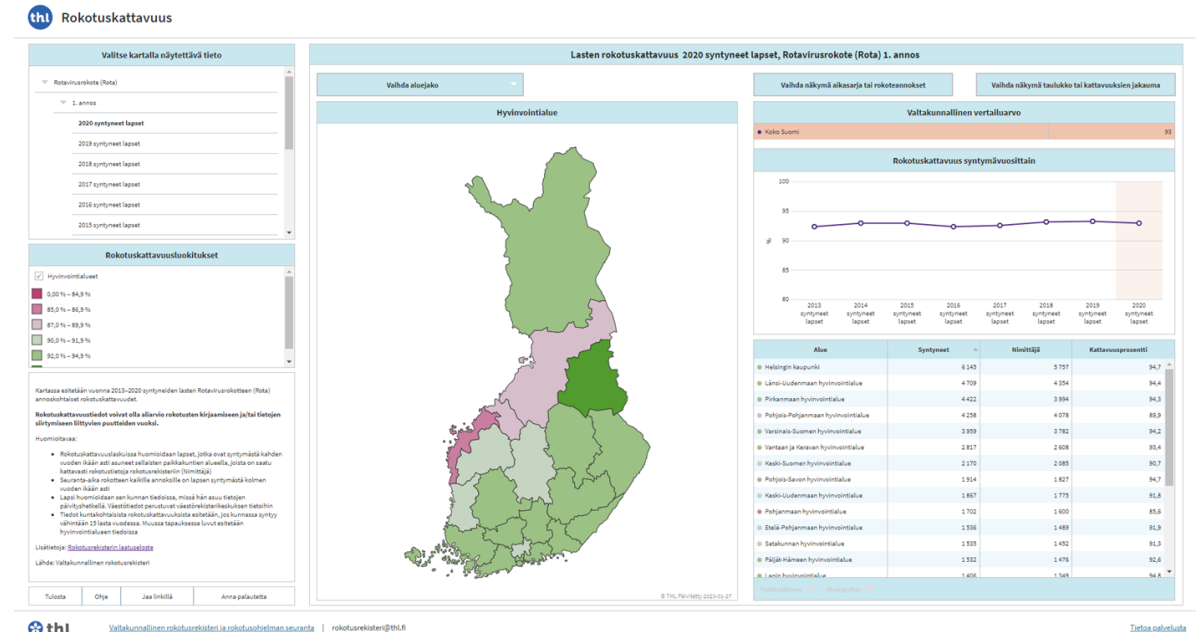 thl Rokotuskattavuus
Valitse kartalla näytettävä tieto
Rotavirusrokote (Rota)
1. annos
2020 syntyneet lapset
2019 syntyneet lapset
2018 syntyneet lapset
2017 syntyneet lapset
2016 syntyneet lapset
2015 syntyneet lapset
Rokotuskattavuusluokitukset
Hyvinvointialueet
0,00 % – 84,9 %
85,0 % – 86,9 %
87,0 % – 89,9 %
90,0 % – 91,9 %
92,0 % – 94,9 %
Kartassa esitetään vuonna 2013–2020 syntyneiden lasten Rotavirusrokotteen (Rota)
annoskohtaiset rokotuskattavuudet.
Rokotuskattavuustiedot voivat olla aliarvio rokotusten kirjaamiseen ja/tai tietojen
siirtymiseen liittyvien puutteiden vuoksi.
Huomioitavaa:
Rokotuskattavuuslaskuissa huomioidaan lapset, jotka ovat syntymästä kahden
vuoden ikään asti asuneet sellaisten paikkakuntien alueella, joista on saatu
kattavasti rokotustietoja rokotusrekisteriin (Nimittäjä)
Seuranta-aika rokotteen kaikille annoksille on lapsen syntymästä kolmen
vuoden ikään asti
Lapsi huomioidaan sen kunnan tiedoissa, missä hän asuu tietojen
päivityshetkellä. Väestötiedot perustuvat väestörekisterikeskuksen tietoihin
Tiedot kuntakohtaisista rokotuskattavuuksista esitetään, jos kunnassa syntyy
vähintään 15 lasta vuodessa. Muussa tapauksessa luvut esitetään
hyvinvointialueen tiedoissa
Lisätietoja: Rokotusrekisterin laatuseloste
Lähde: Valtakunnallinen rokotusrekisteri
Tulosta Ohje Jaa linkillä Anna palautetta
Lasten rokotuskattavuus 2020 syntyneet lapset, Rotavirusrokote (Rota) 1. annos
Vaihda aluejako
Hyvinvointialue
© THL Päivitetty 2023-01-27
Vaihda näkymä aikasarja tai rokoteannokset
Vaihda näkymä taulukko tai kattavuuksien jakauma
Valtakunnallinen vertailuarvo
Koko Suomi 93
Rokotuskattavuus syntymävuosittain
100
95
90
85
80
%
2013 2014 2015 2016 2017 2018 2019 2020
syntyneet syntyneet syntyneet syntyneet syntyneet syntyneet syntyneet syntyneet
lapset lapset lapset lapset lapset lapset lapset lapset
Alue Syntyneet Nimittäjä Kattavuusprosentti
Helsingin kaupunki 6 145 5 757 94,7
Länsi-Uudenmaan hyvinvointialue 4 709 4 354 94,4
Pirkanmaan hyvinvointialue 4 422 3 994 94,3
Pohjois-Pohjanmaan hyvinvointialue 4 258 4 078 89,9
Varsinais-Suomen hyvinvointialue 3 959 3 782 94,2
Vantaan ja Keravan hyvinvointialue 2 817 2 608 93,4
Keski-Suomen hyvinvointialue 2 170 2 085 90,7
Pohjois-Savon hyvinvointialue 1 914 1 827 94,7
Keski-Uudenmaan hyvinvointialue 1 867 1 775 91,8
Pohjanmaan hyvinvointialue 1 702 1 600 85,6
Etelä-Pohjanmaan hyvinvointialue 1 536 1 489 91,9
Satakunnan hyvinvointialue 1 535 1 452 91,3
Päijät-Hämeen hyvinvointialue 1 532 1 476 92,6
Lapin hyvinvointialue 1 406 1 349 94,8
thl Valtakunnallinen rokotusrekisteri ja rokotusohjelman seuranta | rokotusrekisteri@thl.fi Tietoa palvelusta